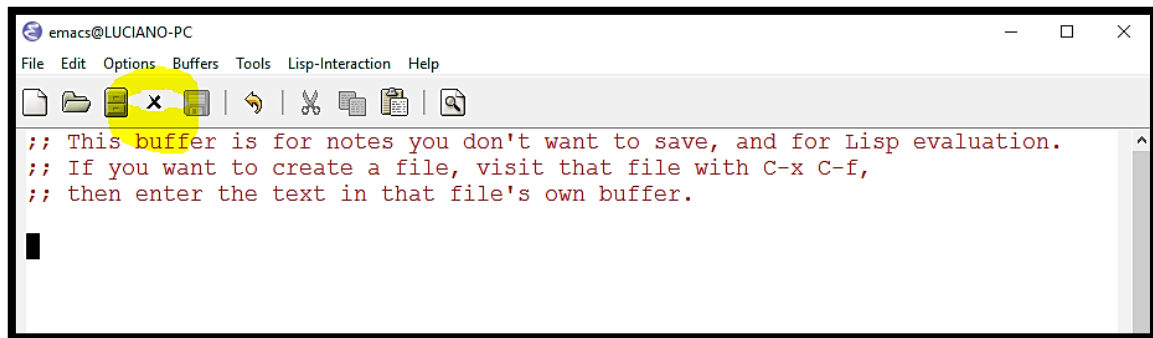 emacs@LUCIANO-PC
File Edit Options Buffers Tools Lisp-Interaction Help
;; This buffer is for notes you don't want to save, and for Lisp evaluation.
;; If you want to create a file, visit that file with C-x C-f,
;; then enter the text in that file's own buffer.